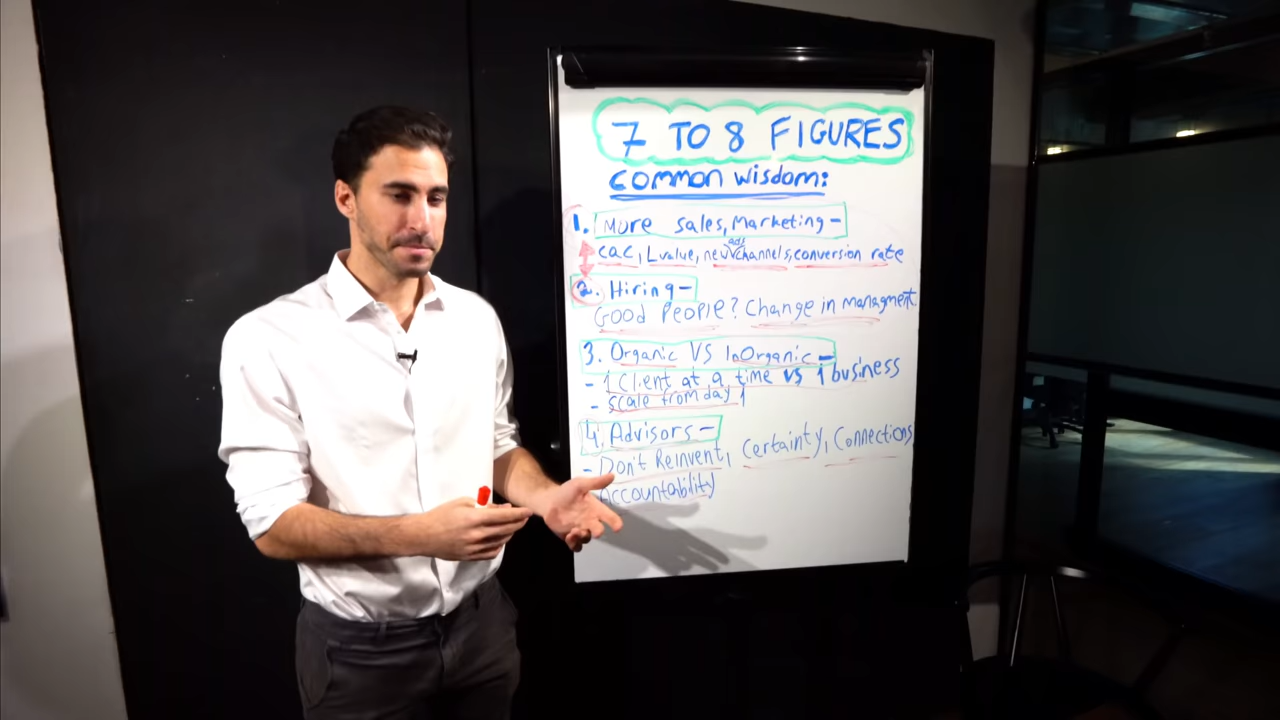 7 TO 8 FIGURES
COMMON WISDOM:
1. More sales, Marketing -
ads
CAC, Lvalue, new channels, conversion rate
2. Hiring -
Good People? Change in managment
3. Organic VS InOrganic -
- 1 Client at a time vs 1 business
- scale from day 1
4. Advisors -
- Don't Reinvent, Certainty, Connections
Accountability